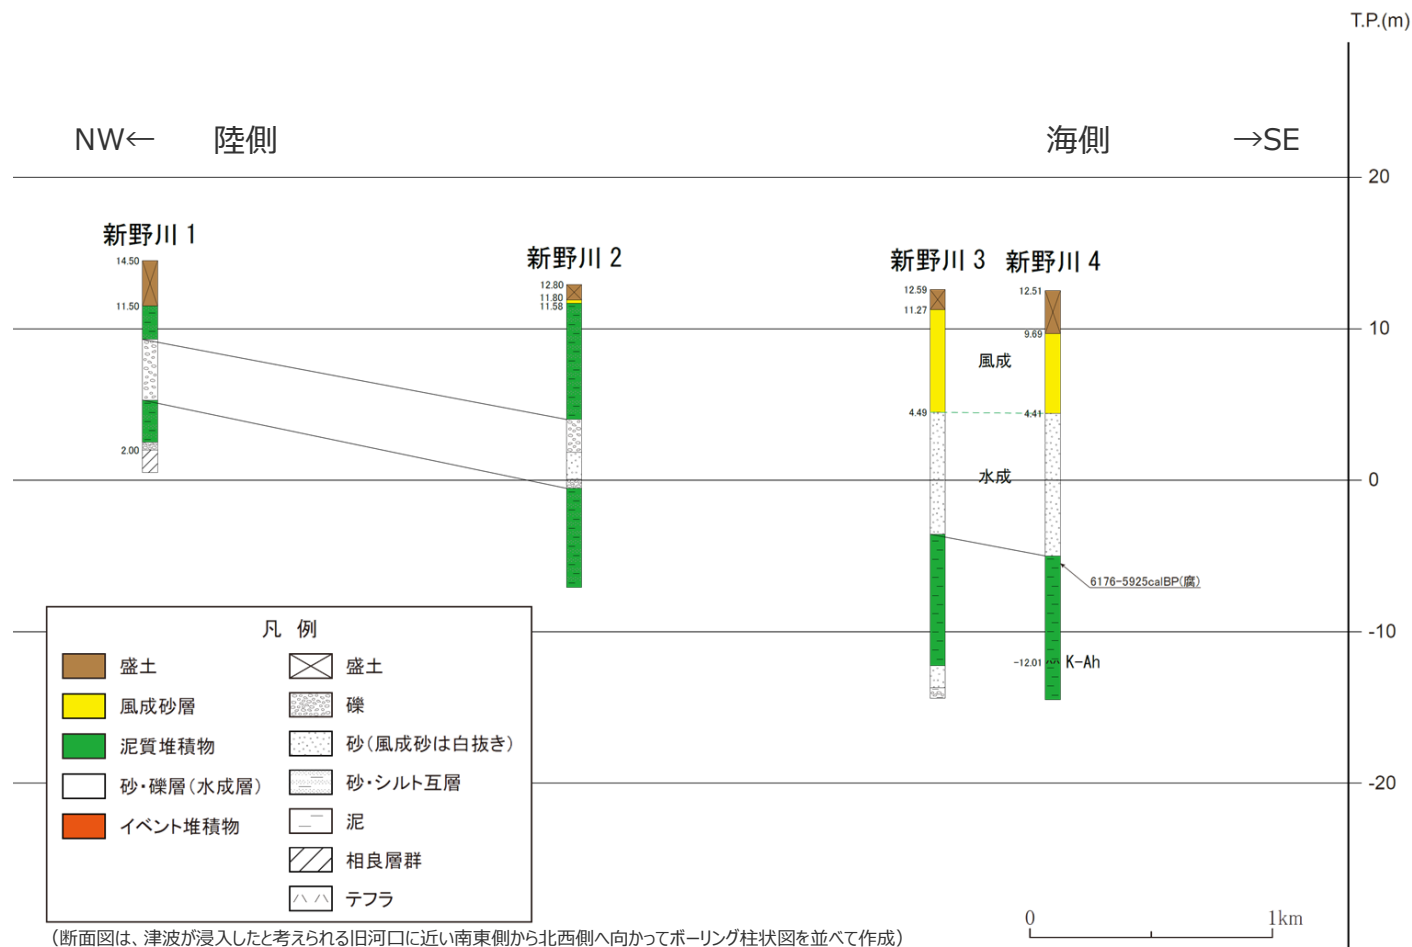 T.P.(m)
NW← 陸側 海側 →SE
20
新野川 1
14.50
11.50
2.00
新野川 2
12.80
11.80
11.58
新野川 3
12.59
11.27
4.49
新野川 4
12.51
9.69
4.41
10
風成
水成
0
6176-5925calBP(腐)
-10
-12.01
K-Ah
-20
凡 例
盛土
風成砂層
泥質堆積物
砂・礫層(水成層)
イベント堆積物
盛土
礫
砂(風成砂は白抜き)
砂・シルト互層
泥
相良層群
テフラ
0 1km
(断面図は、津波が浸入したと考えられる旧河口に近い南東側から北西側へ向かってボーリング柱状図を並べて作成)